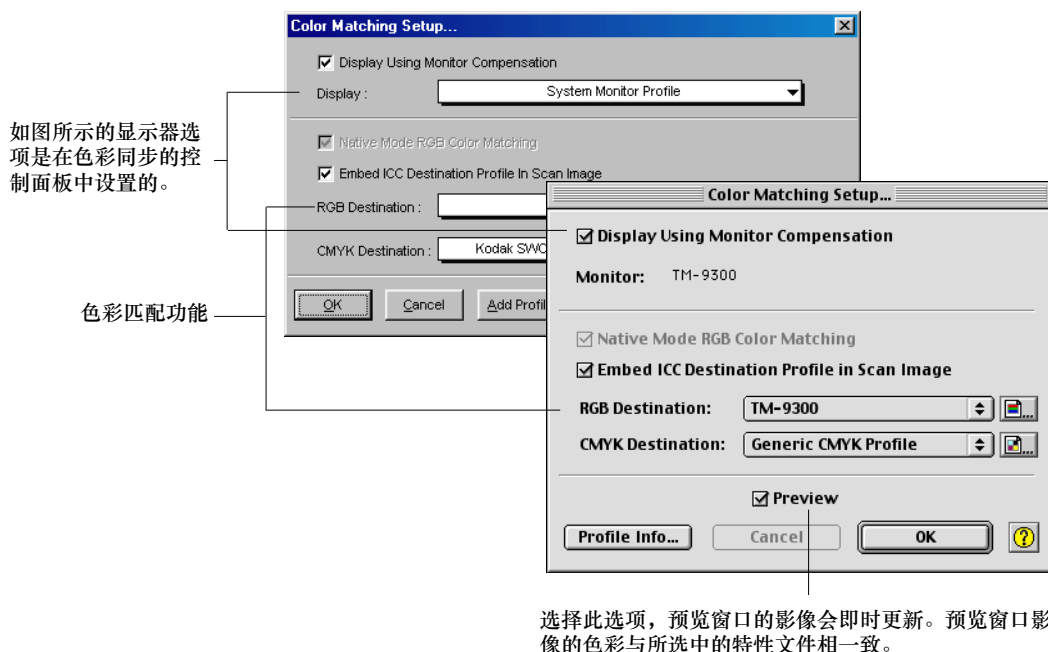 Color Matching Setup...
Display Using Monitor Compensation
Display :
System Monitor Profile
Native Mode RGB Color Matching
Embed ICC Destination Profile In Scan Image
RGB Destination :
CMYK Destination :
Kodak SWO
OK
Cancel
Add Profil
如图所示的显示器选
项是在色彩同步的控
制面板中设置的。
色彩匹配功能
Color Matching Setup...
Display Using Monitor Compensation
Monitor: TM-9300
Native Mode RGB Color Matching
Embed ICC Destination Profile in Scan Image
RGB Destination: TM-9300
CMYK Destination: Generic CMYK Profile
Preview
Profile Info... Cancel OK ?
选择此选项，预览窗口的影像会即时更新。预览窗口影
像的色彩与所选中的特性文件相一致。